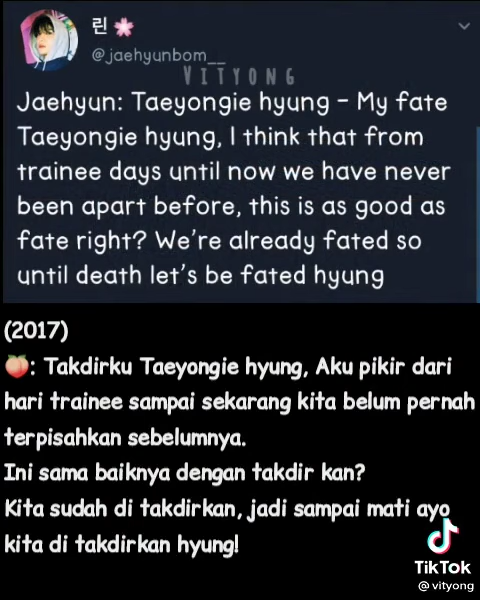 린🌸
@jaehyunbom__
VITYONG
Jaehyun: Taeyongie hyung - My fate
Taeyongie hyung, I think that from
trainee days until now we have never
been apart before, this is as good as
fate right? We're already fated so
until death let's be fated hyung
(2017)
🍑: Takdirku Taeyongie hyung, Aku pikir dari
hari trainee sampai sekarang kita belum pernah
terpisahkan sebelumnya.
Ini sama baiknya dengan takdir kan?
Kita sudah di takdirkan, jadi sampai mati ayo
kita di takdirkan hyung!
TikTok
@vityong